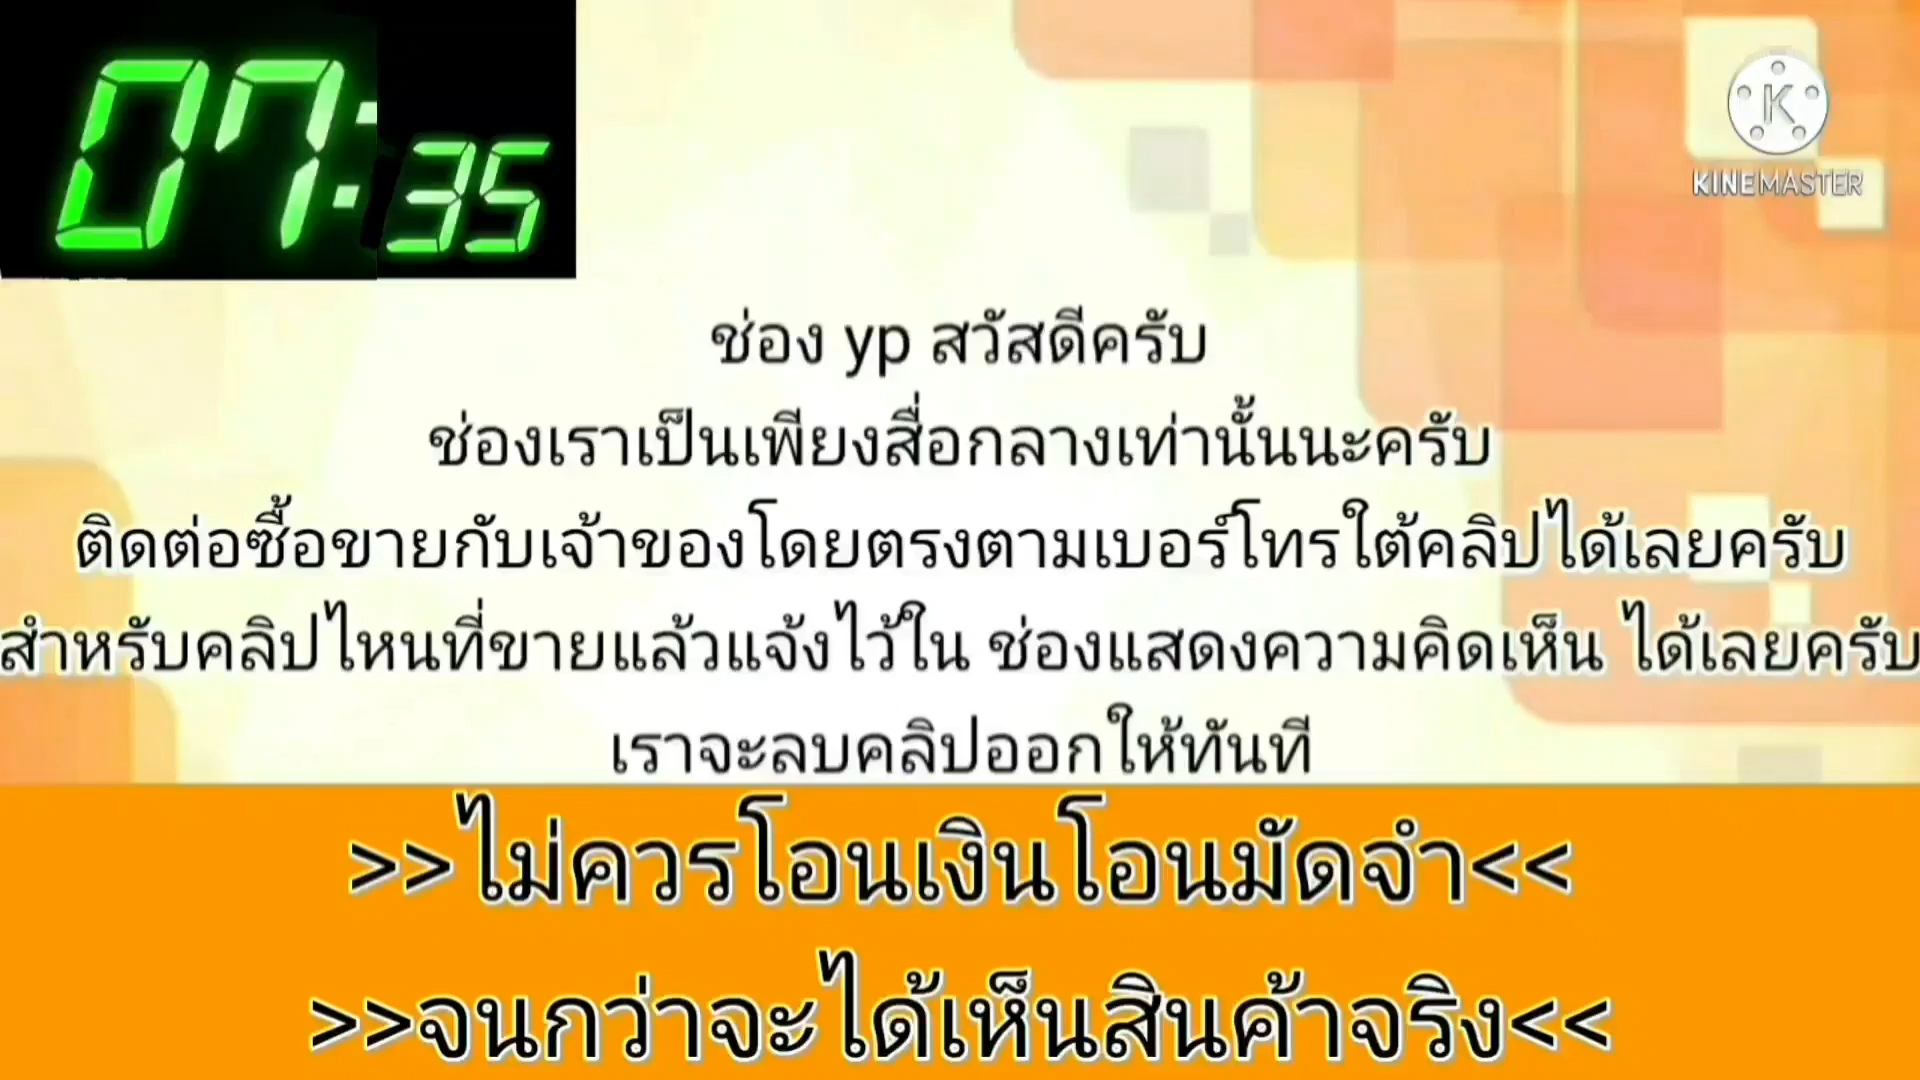 07:35
KINEMASTER
ช่อง yp สวัสดีครับ
ช่องเราเป็นเพียงสื่อกลางเท่านั้นนะครับ
ติดต่อซื้อขายกับเจ้าของโดยตรงตามเบอร์โทรใต้คลิปได้เลยครับ
สำหรับคลิปไหนที่ขายแล้วแจ้งไว้ใน ช่องแสดงความคิดเห็น ได้เลยครับ
เราจะลบคลิปออกให้ทันที
>>ไม่ควรโอนเงินโอนมัดจำ<<
>>จนกว่าจะได้เห็นสินค้าจริง<<